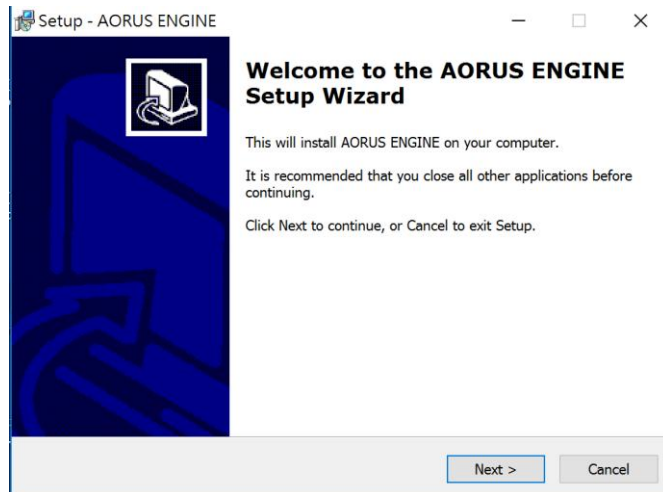 Setup - AORUS ENGINE
Welcome to the AORUS ENGINE
Setup Wizard
This will install AORUS ENGINE on your computer.
It is recommended that you close all other applications before
continuing.
Click Next to continue, or Cancel to exit Setup.
Next >
Cancel